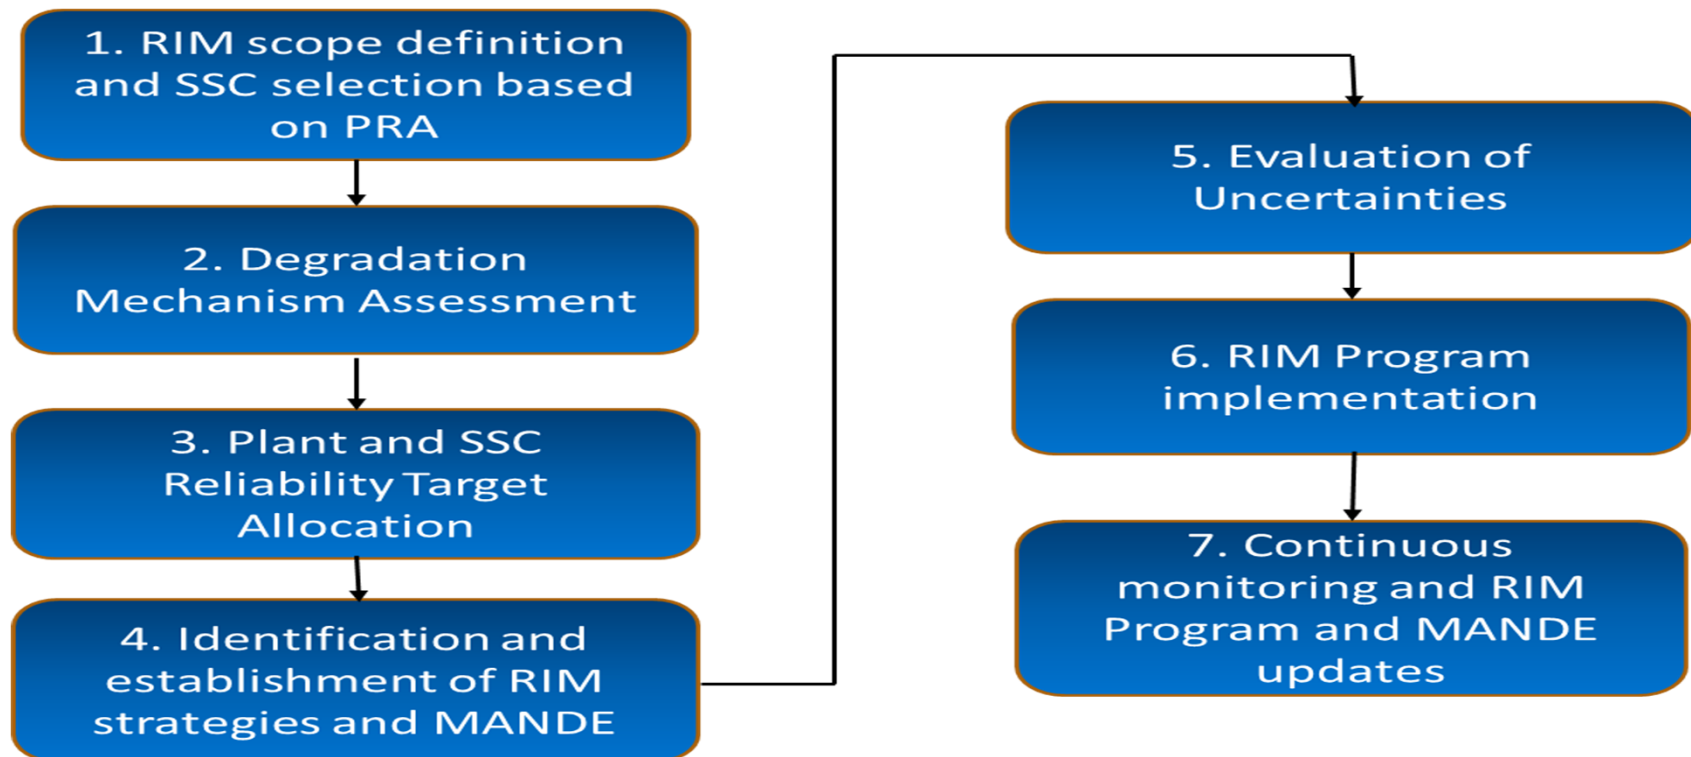 1. RIM scope definition
and SSC selection based
on PRA
2. Degradation
Mechanism Assessment
3. Plant and SSC
Reliability Target
Allocation
4. Identification and
establishment of RIM
strategies and MANDE
5. Evaluation of
Uncertainties
6. RIM Program
implementation
7. Continuous
monitoring and RIM
Program and MANDE
updates